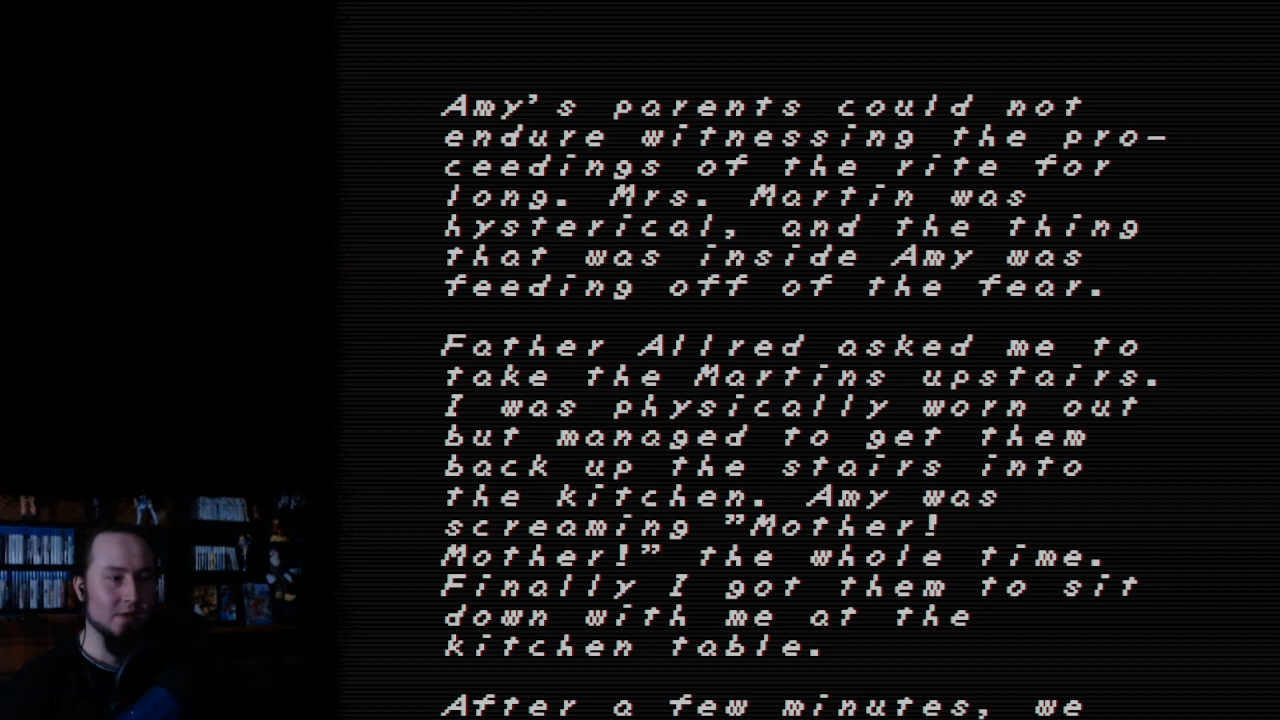 Amy's parents could not
endure witnessing the pro-
ceedings of the rite for
long. Mrs. Martin was
hysterical, and the thing
that was inside Amy was
feeding off of the fear.
Father Allred asked me to
take the Martins upstairs.
I was physically worn out
but managed to get them
back up the stairs into
the kitchen. Amy was
screaming "Mother!
Mother!" the whole time.
Finally I got them to sit
down with me at the
kitchen table.
After a few minutes, we